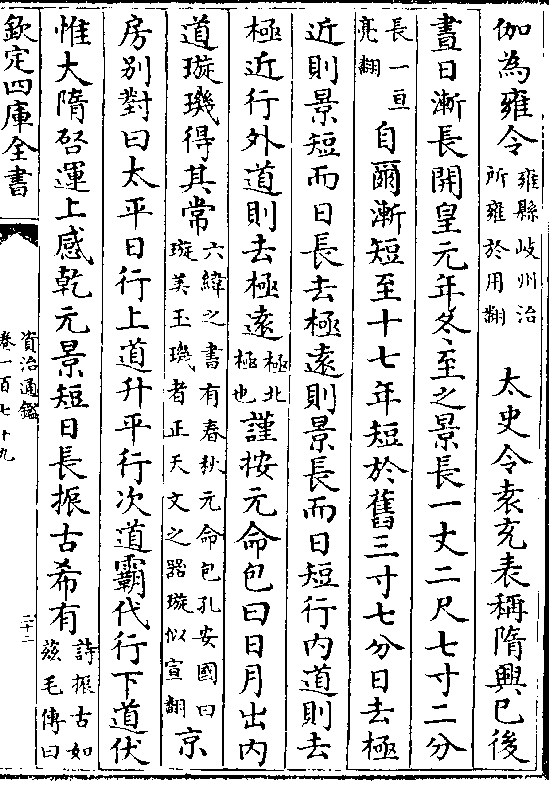 伽為雍令雍縣岐州治所雍於用翻　太史令袁充表稱隋興已後
晝日漸長開皇元年冬至之景長一丈二尺七寸二分
長一亘亮翻自爾漸短至十七年短於舊三寸七分日去極
近則景短而日長去極遠則景長而日短行内道則去
極近行外道則去極遠極北極也謹按元命包曰日月出内
道璇璣得其常六緯之書有春秋元命包孔安國曰璇美玉璣者正天文之器璇似宣翻京
房别對曰太平日行上道升平行次道霸代行下道伏
惟大隋啓運上感乾元景短日長振古希有詩振古如兹毛傳曰
欽定四庫全書
資治通鑑
卷一百七十九
二十二